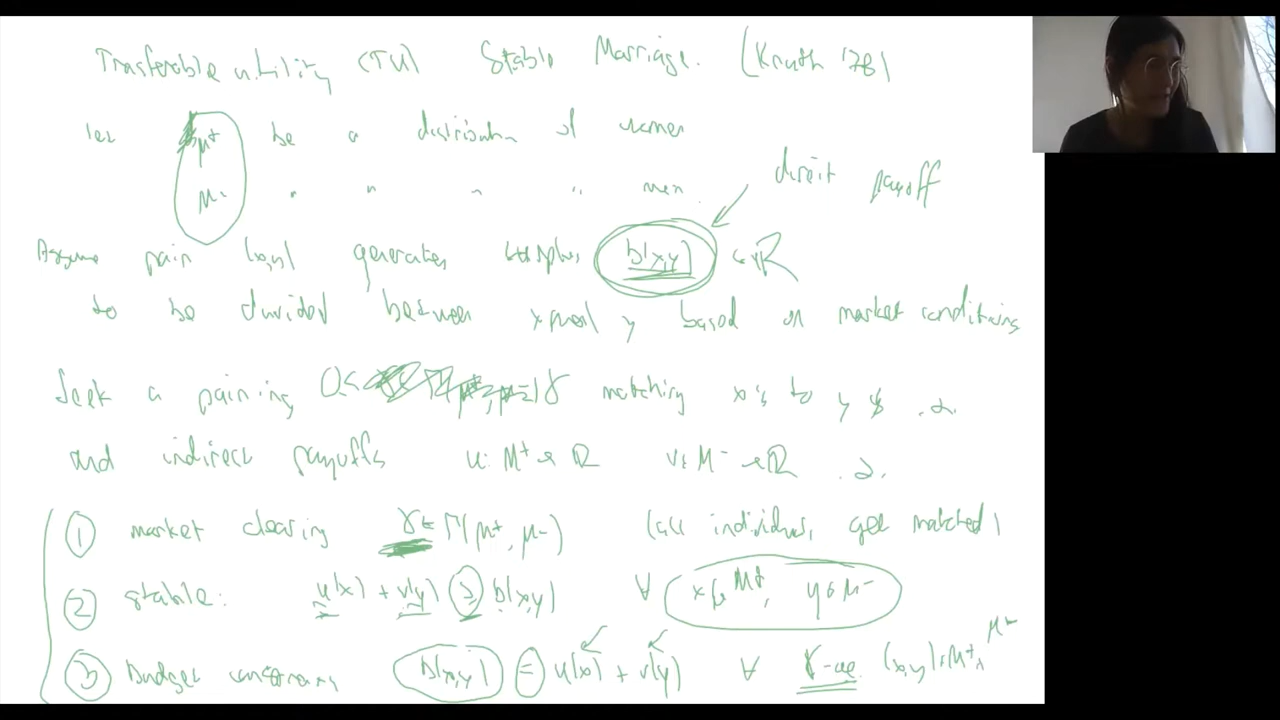 Transferable utility (TU) Stable Marriage. (Knuth '76)
let μ+ be a distribution of women
μ- " " " " men.
direct payoff
Assume pair (x,y) generates surplus b(x,y) ∈ ℝ
to be divided between x and y based on market conditions
Seek a pairing 0≤ γ matching x's to y's s.t.
and indirect payoffs u: M+ → ℝ v: M- → ℝ s.t.
① market clearing γ ∈ Γ(μ+, μ-) (all individuals get matched)
② stable: u(x) + v(y) ≥ b(x,y) ∀ x ∈ M+, y ∈ M-
③ Budget constraint b(x,y) = u(x) + v(y) ∀ γ-ae (x,y) ∈ M+ × M-